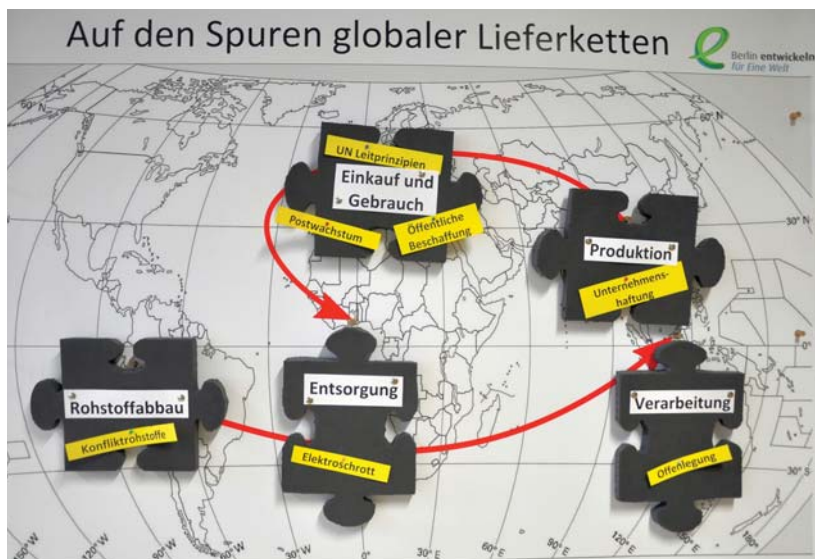 Auf den Spuren globaler Lieferketten
Berlin entwickeln
für Eine Welt
60° N
60° N
UN Leitprinzipien
Einkauf und
Gebrauch
Postwachstum
Öffentliche
Beschaffung
30° N
Produktion
Unternehmens-
haftung
0°
Rohstoffabbau
Konfliktrohstoffe
Entsorgung
Elektroschrott
Verarbeitung
Offenlegung
30° S
150° W
120° W
90° W
60° W
30° W
0°
30° E
60° E
90° E
120° E
150° E
180°